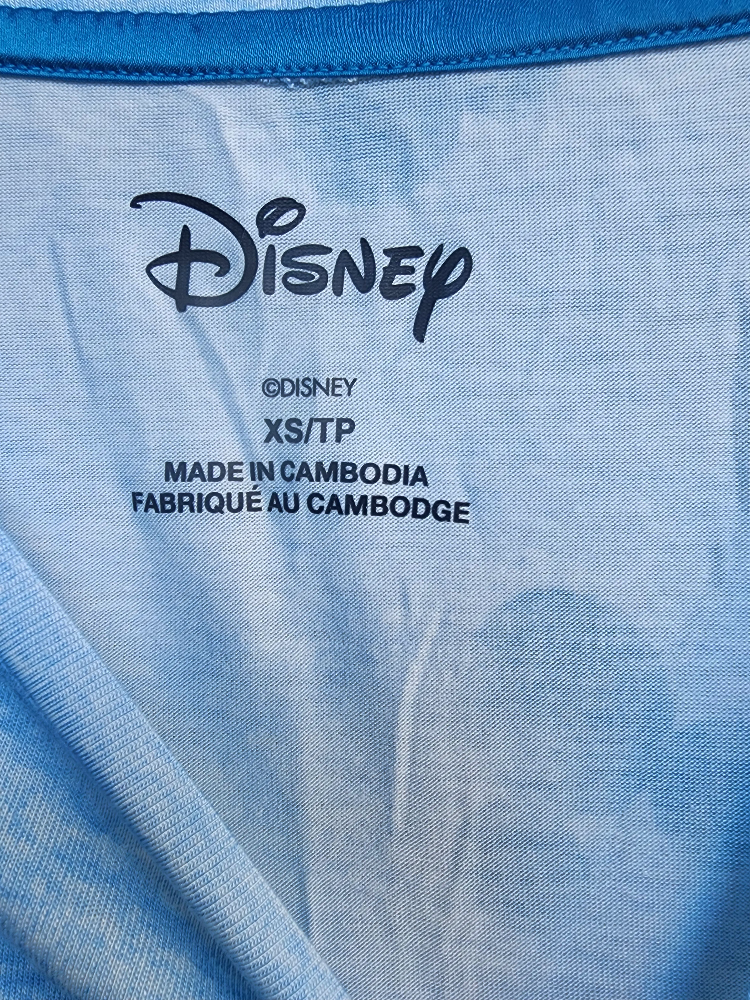 Disney
©DISNEY
XS/TP
MADE IN CAMBODIA
FABRIQUÉ AU CAMBODGE